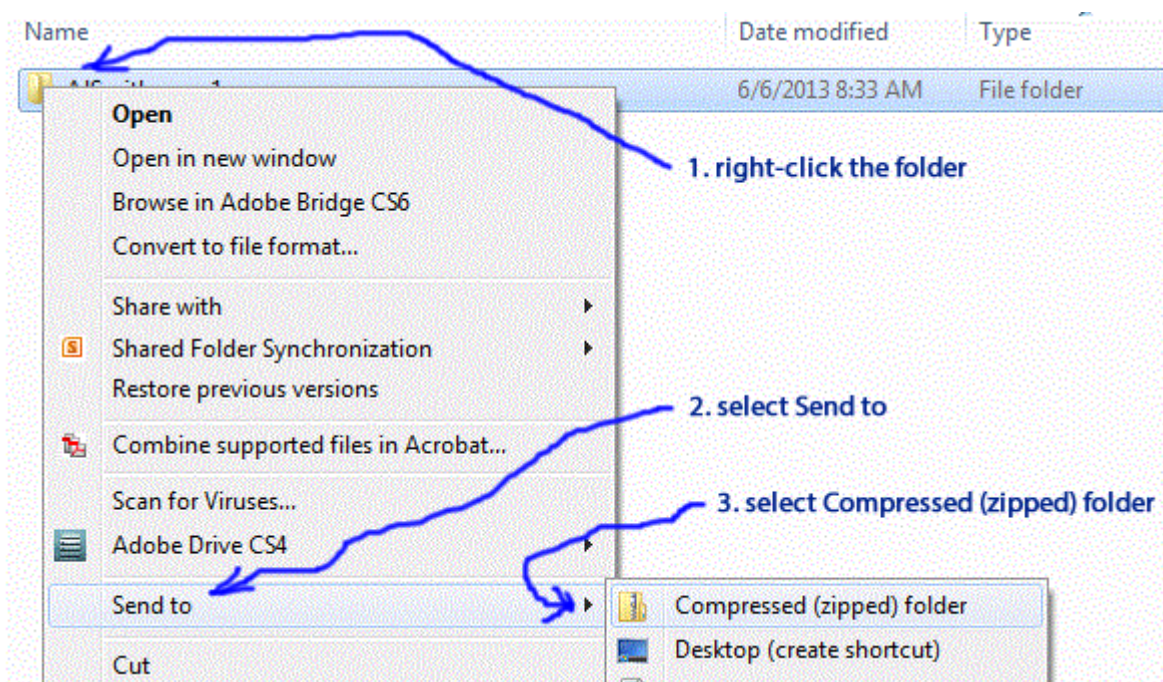 Name Date modified Type
6/6/2013 8:33 AM File folder
Open
Open in new window
1. right-click the folder
Browse in Adobe Bridge CS6
Convert to file format...
Share with
Shared Folder Synchronization
Restore previous versions
2. select Send to
Combine supported files in Acrobat...
Scan for Viruses...
3. select Compressed (zipped) folder
Adobe Drive CS4
Send to
Compressed (zipped) folder
Desktop (create shortcut)
Cut